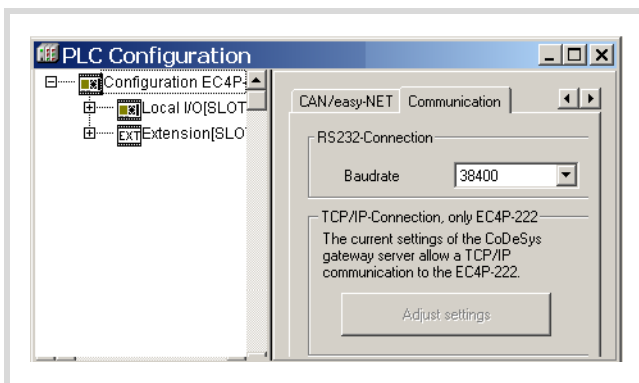 PLC Configuration
Configuration EC4P-
Local I/O[SLOT
EXT Extension[SLO
CAN/easy-NET Communication
RS232-Connection
Baudrate 38400
TCP/IP-Connection, only EC4P-222
The current settings of the CoDeSys
gateway server allow a TCP/IP
communication to the EC4P-222.
Adjust settings